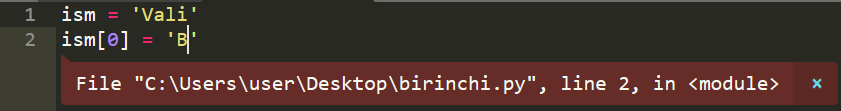 1 ism = 'Vali'
2 ism[0] = 'B'
File "C:\Users\user\Desktop\birinchi.py", line 2, in <module> ×